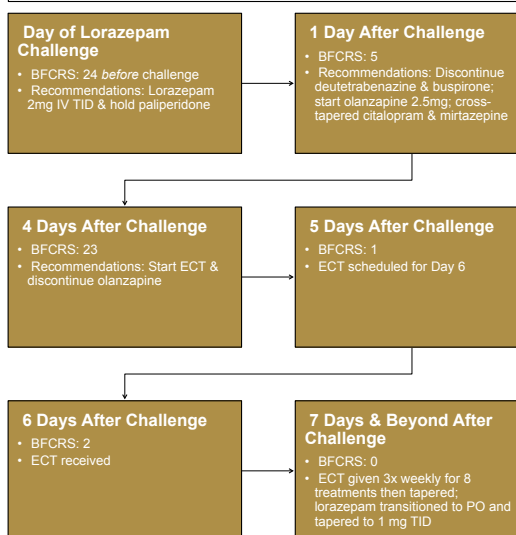 Day of Lorazepam
Challenge
• BFCRS: 24 before challenge
• Recommendations: Lorazepam
2mg IV TID & hold paliperidone
1 Day After Challenge
• BFCRS: 5
• Recommendations: Discontinue
deutetrabenazine & buspirone;
start olanzapine 2.5mg; cross-
tapered citalopram & mirtazepine
4 Days After Challenge
• BFCRS: 23
• Recommendations: Start ECT &
discontinue olanzapine
5 Days After Challenge
• BFCRS: 1
• ECT scheduled for Day 6
6 Days After Challenge
• BFCRS: 2
• ECT received
7 Days & Beyond After
Challenge
• BFCRS: 0
• ECT given 3x weekly for 8
treatments then tapered;
lorazepam transitioned to PO and
tapered to 1 mg TID